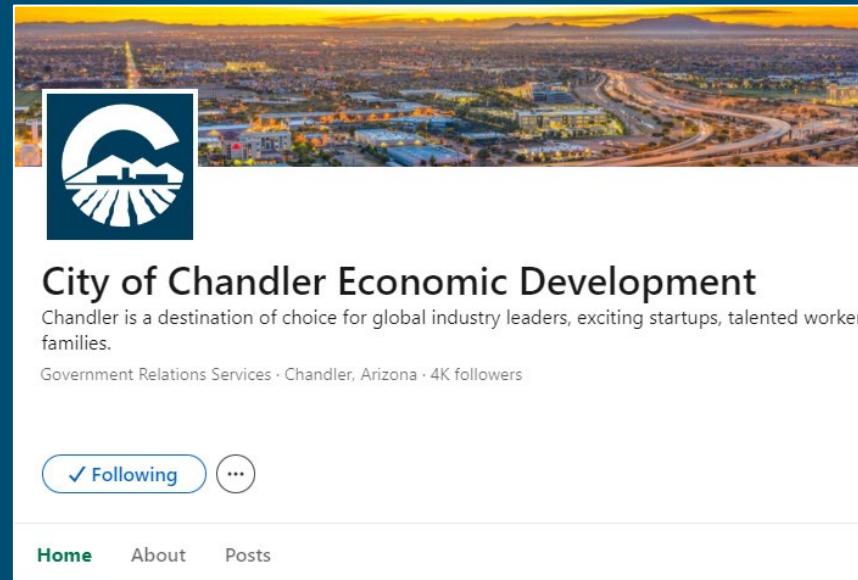 City of Chandler Economic Development
Chandler is a destination of choice for global industry leaders, exciting startups, talented
families.
Government Relations Services · Chandler, Arizona · 4K followers
✓ Following
Home About Posts